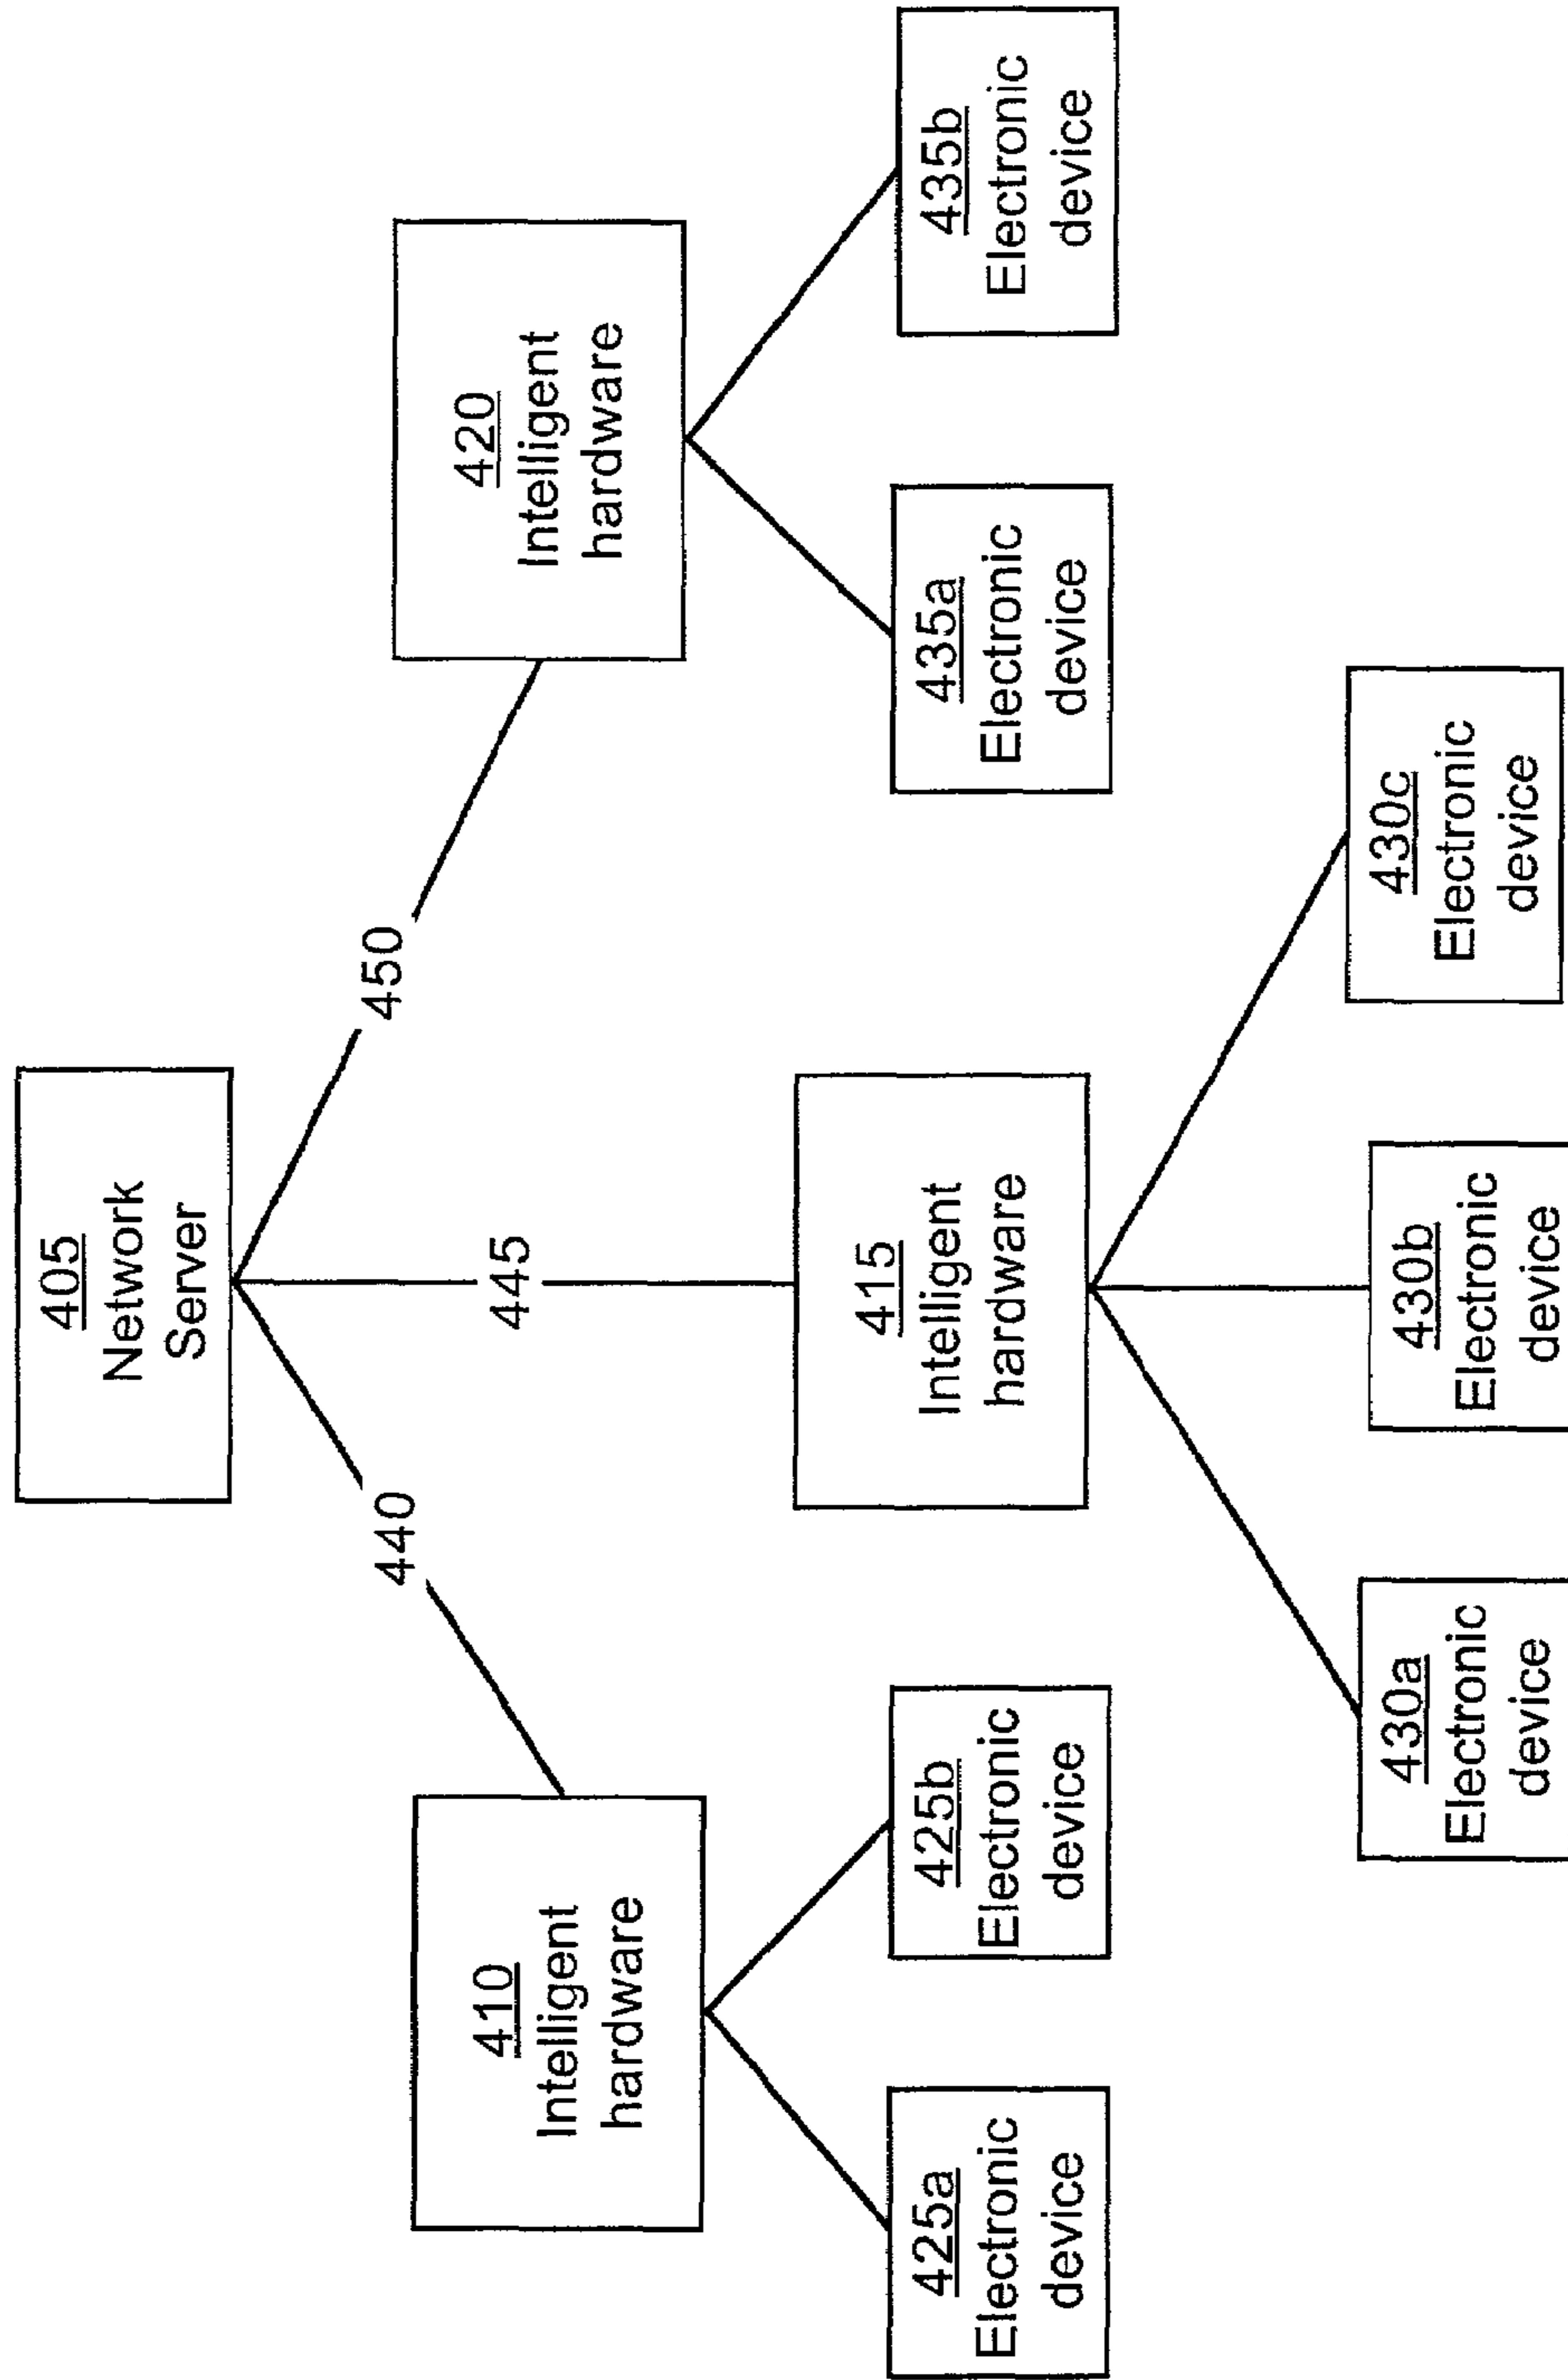 405
Network
Server
440
445
450
410
Intelligent
hardware
415
Intelligent
hardware
420
Intelligent
hardware
425a
Electronic
device
425b
Electronic
device
430a
Electronic
device
430b
Electronic
device
430c
Electronic
device
435a
Electronic
device
435b
Electronic
device